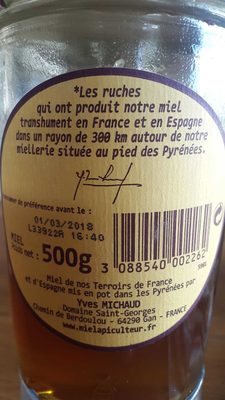 *Les ruches
qui ont produit notre miel
transhument en France et en Espagne
dans un rayon de 300 km autour de notre
miellerie située au pied des Pyrénées.
de préférence avant le :
01/03/2018
L33922A 16:40
MIEL
net :
500g
3 088540 002262
Miel de nos Terroirs de France
et d'Espagne mis en pot dans les Pyrénées par
Yves MICHAUD
Domaine Saint-Georges
Chemin de Berdoulou - 64290 Gan - FRANCE
www.mielapiculteur.fr